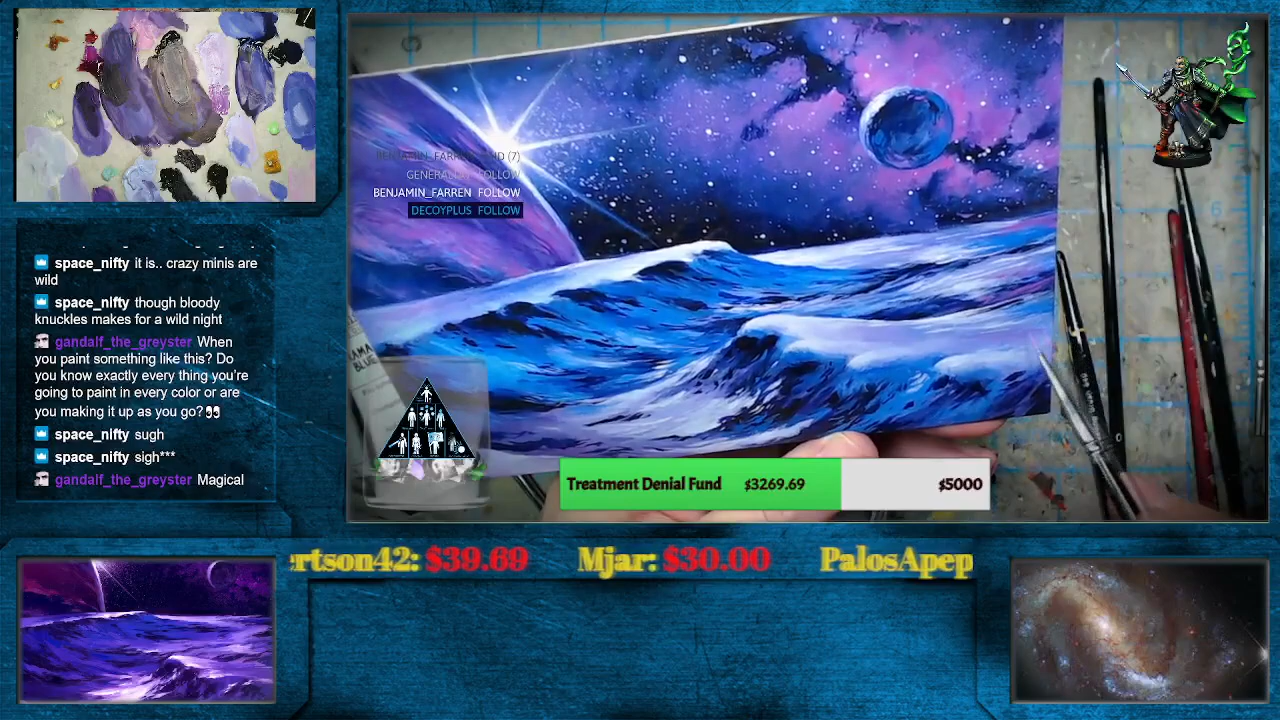 BENJAMIN_FARREN
(7)
FOLLOW
BENJAMIN_FARREN FOLLOW
DECOYPLUS FOLLOW
space_nifty it is.. crazy minis are
wild
space_nifty though bloody
knuckles makes for a wild night
gandalf_the_greyster When
you paint something like this? Do
you know exactly every thing you're
going to paint in every color or are
you making it up as you go?👀
space_nifty sugh
space_nifty sigh***
gandalf_the_greyster Magical
Treatment Denial Fund $3269.69 $5000
rtson42: $39.69 Mjar: $30.00 PalosApep